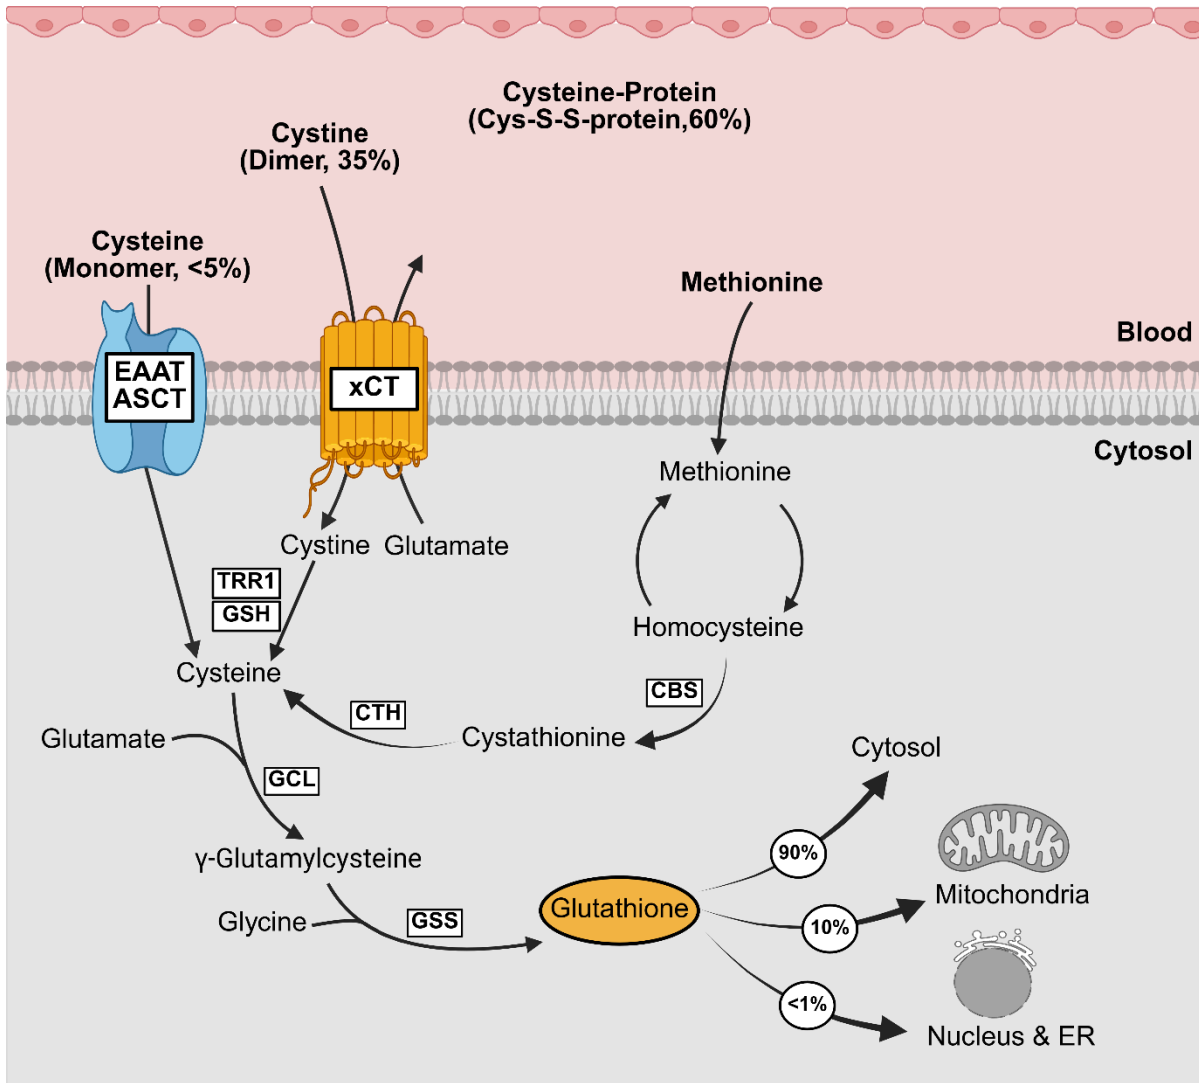 Cysteine-Protein
(Cys-S-S-protein,60%)
Cystine
(Dimer, 35%)
Cysteine
(Monomer, <5%)
Methionine
Blood
EAAT
ASCT
xCT
Cytosol
Methionine
Cystine
Glutamate
TRR1
GSH
Homocysteine
Cysteine
CBS
CTH
Glutamate
Cystathionine
Cytosol
GCL
90%
γ-Glutamylcysteine
Mitochondria
Glutathione
Glycine
GSS
10%
<1%
Nucleus & ER